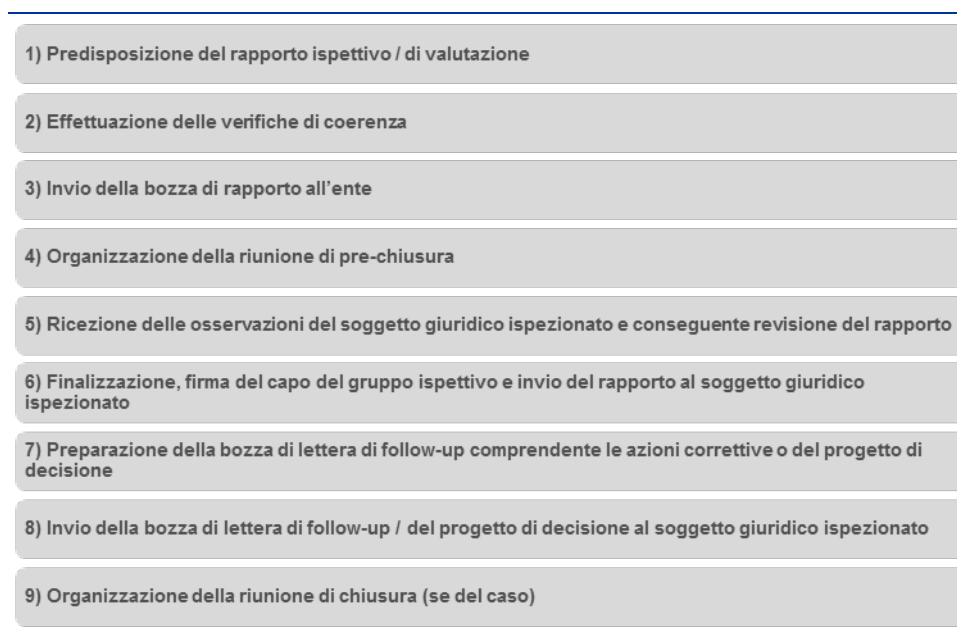 1) Predisposizione del rapporto ispettivo / di valutazione
2) Effettuazione delle verifiche di coerenza
3) Invio della bozza di rapporto all’ente
4) Organizzazione della riunione di pre-chiusura
5) Ricezione delle osservazioni del soggetto giuridico ispezionato e conseguente revisione del rapporto
6) Finalizzazione, firma del capo del gruppo ispettivo e invio del rapporto al soggetto giuridico
ispezionato
7) Preparazione della bozza di lettera di follow-up comprendente le azioni correttive o del progetto di
decisione
8) Invio della bozza di lettera di follow-up / del progetto di decisione al soggetto giuridico ispezionato
9) Organizzazione della riunione di chiusura (se del caso)